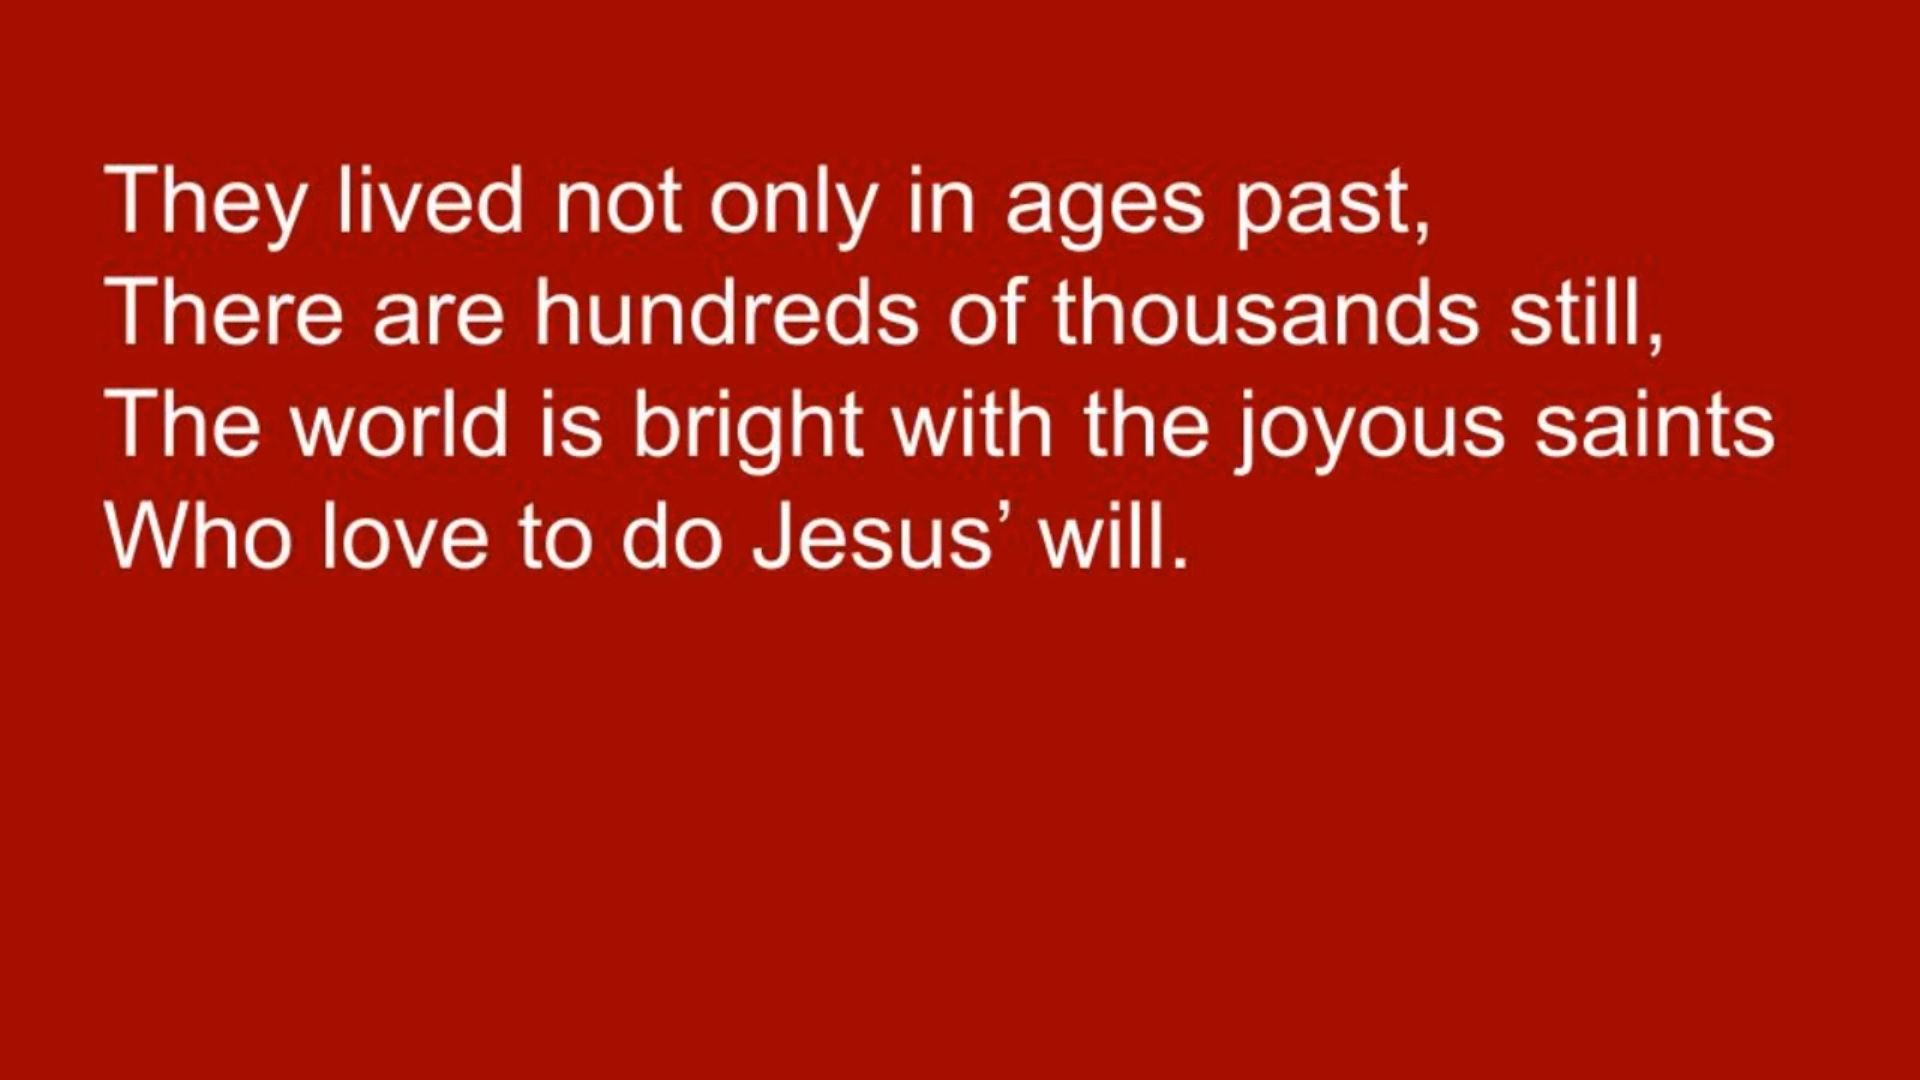 They lived not only in ages past,
There are hundreds of thousands still,
The world is bright with the joyous saints
Who love to do Jesus’ will.